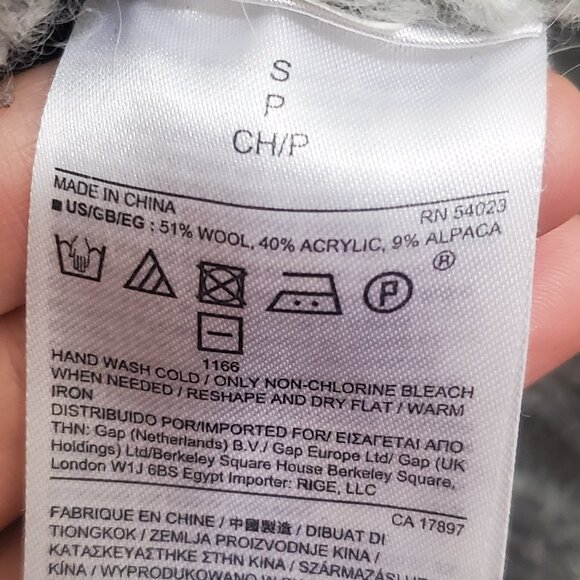 S
P
CH/P
MADE IN CHINA
RN 54023
■ US/GB/EG : 51% WOOL, 40% ACRYLIC, 9% ALPACA
®
P
1166
HAND WASH COLD / ONLY NON-CHLORINE BLEACH
WHEN NEEDED / RESHAPE AND DRY FLAT / WARM
IRON
DISTRIBUIDO POR/IMPORTED FOR/ ΕΙΣΑΓΕΤΑΙ ΑΠΟ
ΤΗΝ: Gap (Netherlands) B.V./ Gap Europe Ltd/ Gap (UK
Holdings) Ltd/Berkeley Square House Berkeley Square,
London W1J 6BS Egypt Importer: RIGE, LLC
CA 17897
FABRIQUE EN CHINE / 中國製造 / DIBUAT DI
TIONGKOK / ZEMLJA PROIZVODNJE KINA /
ΚΑΤΑΣΚΕΥΑΣΤΗΚΕ ΣΤΗΝ ΚΙΝΑ / SZÁRMAZÁSI
KÍNA / WYPRODUKOWANO